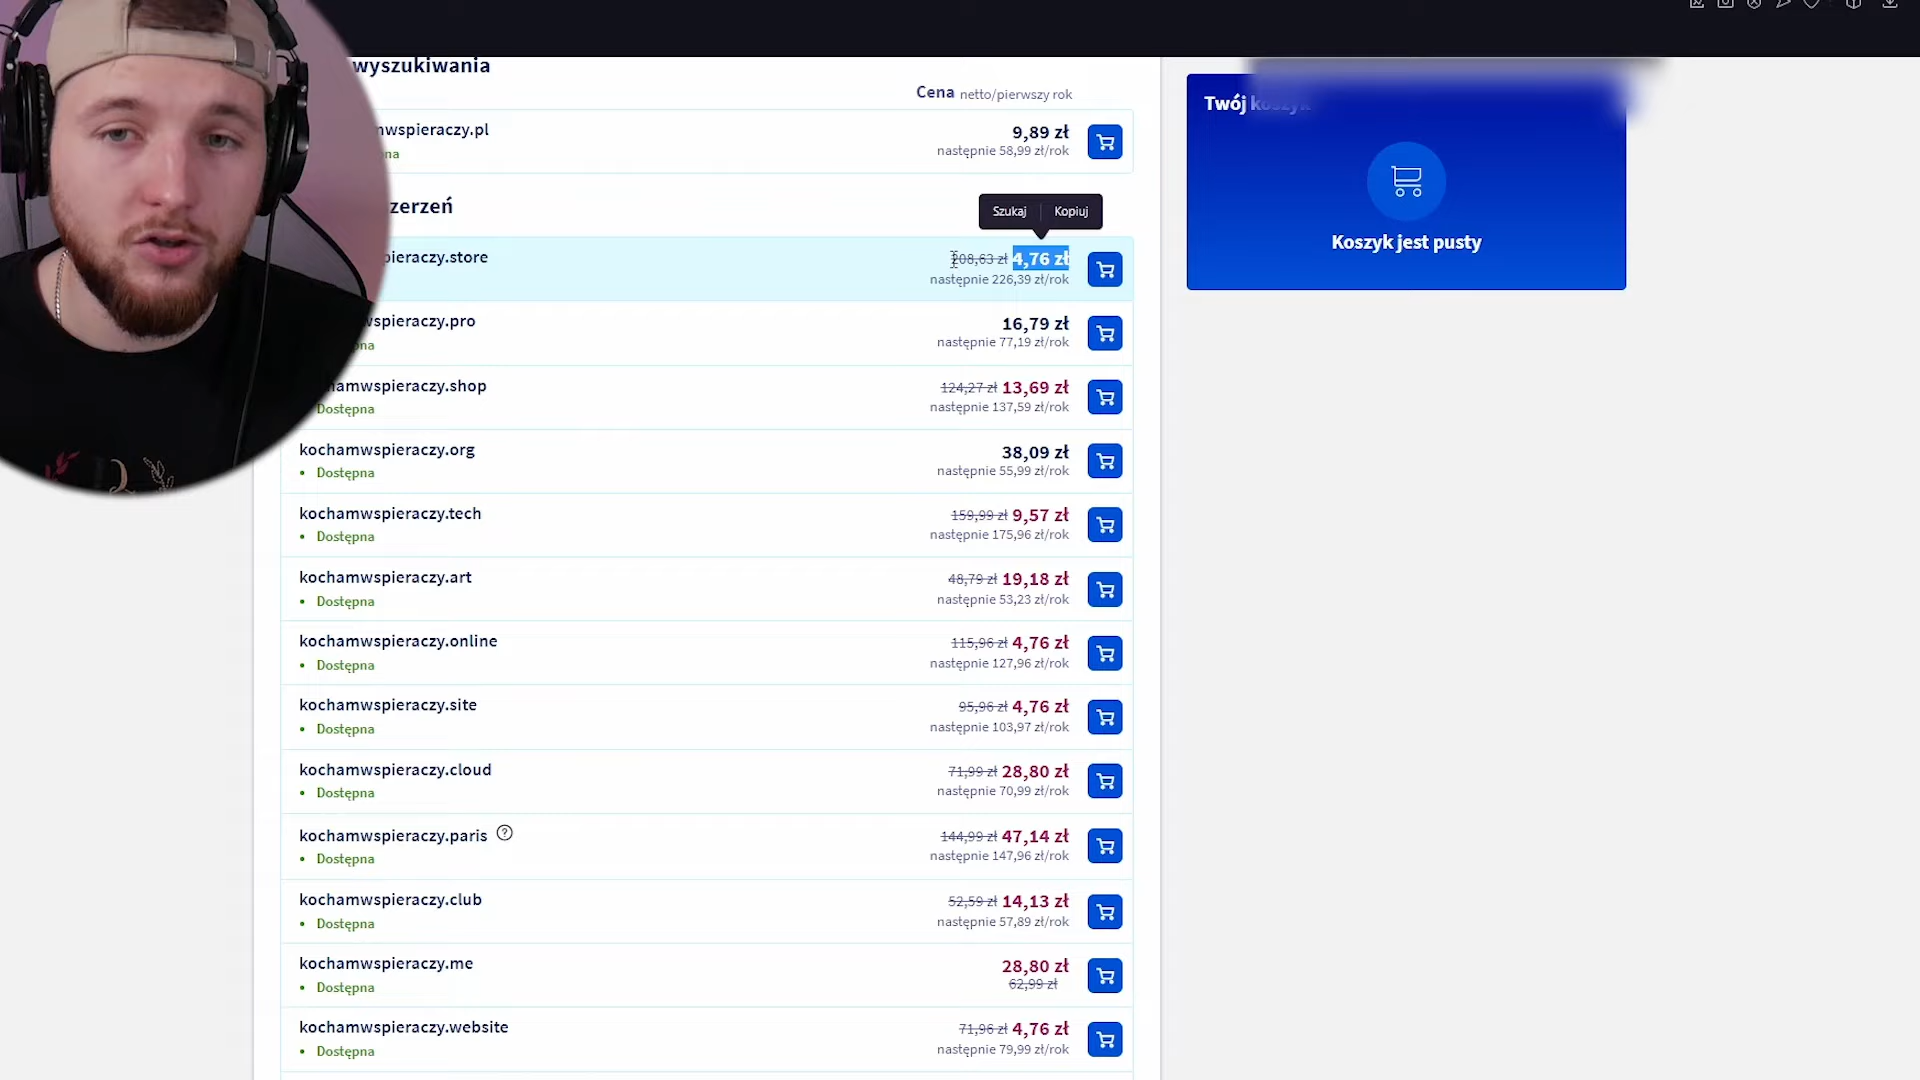 wyszukiwania
Cena netto/pierwszy rok
mwspieraczy.pl
9,89 zł
następnie 58,99 zł/rok
Twój koszyk
Koszyk jest pusty
zerzeń
Szukaj Kopiuj
pieraczy.store
208,63 zł 4,76 zł
następnie 226,39 zł/rok
wspieraczy.pro
16,79 zł
następnie 77,19 zł/rok
hamwspieraczy.shop
124,27 zł 13,69 zł
Dostępna
następnie 137,59 zł/rok
kochamwspieraczy.org
38,09 zł
Dostępna
następnie 55,99 zł/rok
kochamwspieraczy.tech
159,99 zł 9,57 zł
Dostępna
następnie 175,96 zł/rok
kochamwspieraczy.art
48,79 zł 19,18 zł
Dostępna
następnie 53,23 zł/rok
kochamwspieraczy.online
115,96 zł 4,76 zł
Dostępna
następnie 127,96 zł/rok
kochamwspieraczy.site
95,96 zł 4,76 zł
Dostępna
następnie 103,97 zł/rok
kochamwspieraczy.cloud
71,99 zł 28,80 zł
Dostępna
następnie 70,99 zł/rok
kochamwspieraczy.paris
144,99 zł 47,14 zł
Dostępna
następnie 147,96 zł/rok
kochamwspieraczy.club
52,59 zł 14,13 zł
Dostępna
następnie 57,89 zł/rok
kochamwspieraczy.me
28,80 zł
Dostępna
62,99 zł
kochamwspieraczy.website
71,96 zł 4,76 zł
Dostępna
następnie 79,99 zł/rok